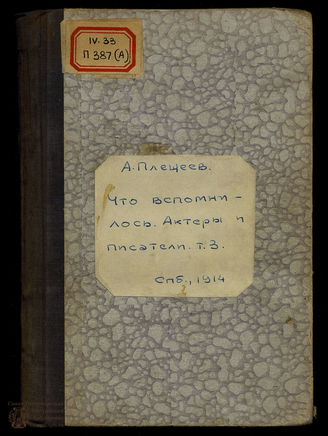 IV. 33
П 387(А)
А. Плещеев.
Что вспомни-
лось. Актеры и
писатели. т. 3.
Спб., 1914